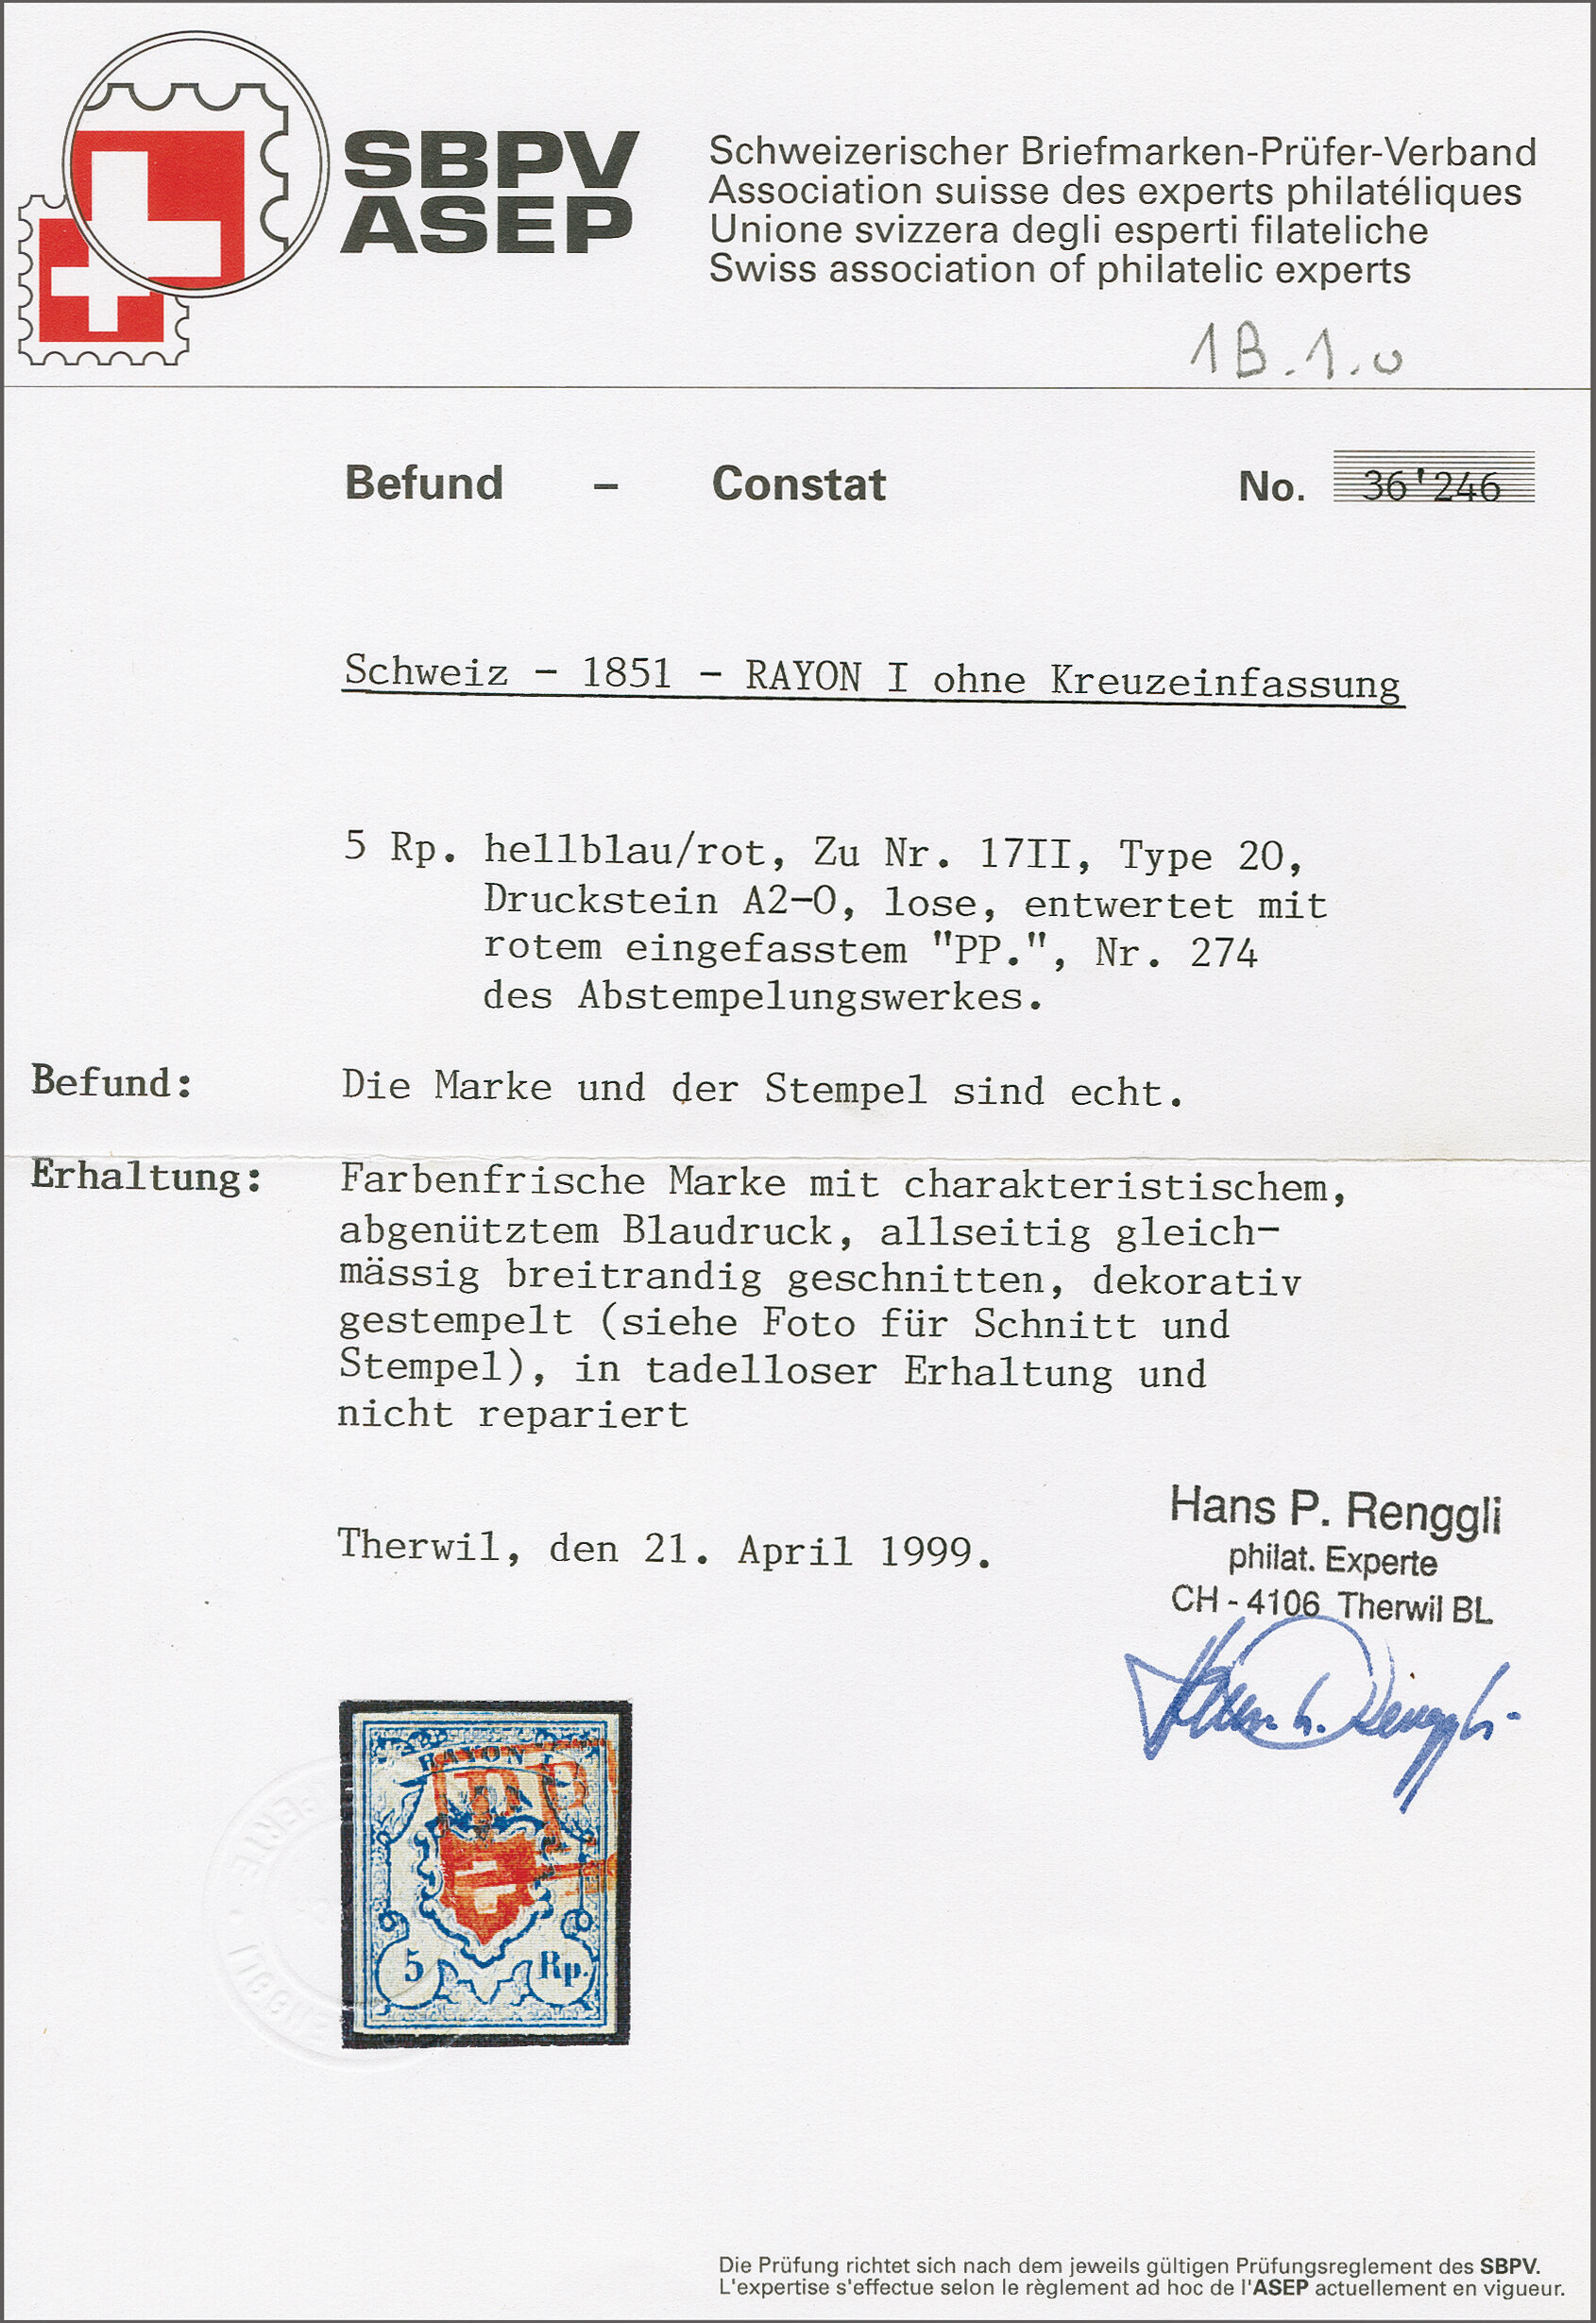 SBPV
ASEP
Schweizerischer Briefmarken-Prüfer-Verband
Association suisse des experts philatéliques
Unione svizzera degli esperti filateliche
Swiss association of philatelic experts
1B.1.0
Befund – Constat No. 36'246
Schweiz - 1851 - RAYON I ohne Kreuzeinfassung
5 Rp. hellblau/rot, Zu Nr. 17II, Type 20,
Druckstein A2-O, lose, entwertet mit
rotem eingefasstem "PP.", Nr. 274
des Abstempelungswerkes.
Befund: Die Marke und der Stempel sind echt.
Erhaltung: Farbenfrische Marke mit charakteristischem,
abgenütztem Blaudruck, allseitig gleich-
mässig breitrandig geschnitten, dekorativ
gestempelt (siehe Foto für Schnitt und
Stempel), in tadelloser Erhaltung und
nicht repariert
Therwil, den 21. April 1999.
Hans P. Renggli
philat. Experte
CH - 4106 Therwil BL
RAYON I
5 Rp.
Die Prüfung richtet sich nach dem jeweils gültigen Prüfungsreglement des SBPV.
L'expertise s'effectue selon le règlement ad hoc de l'ASEP actuellement en vigueur.